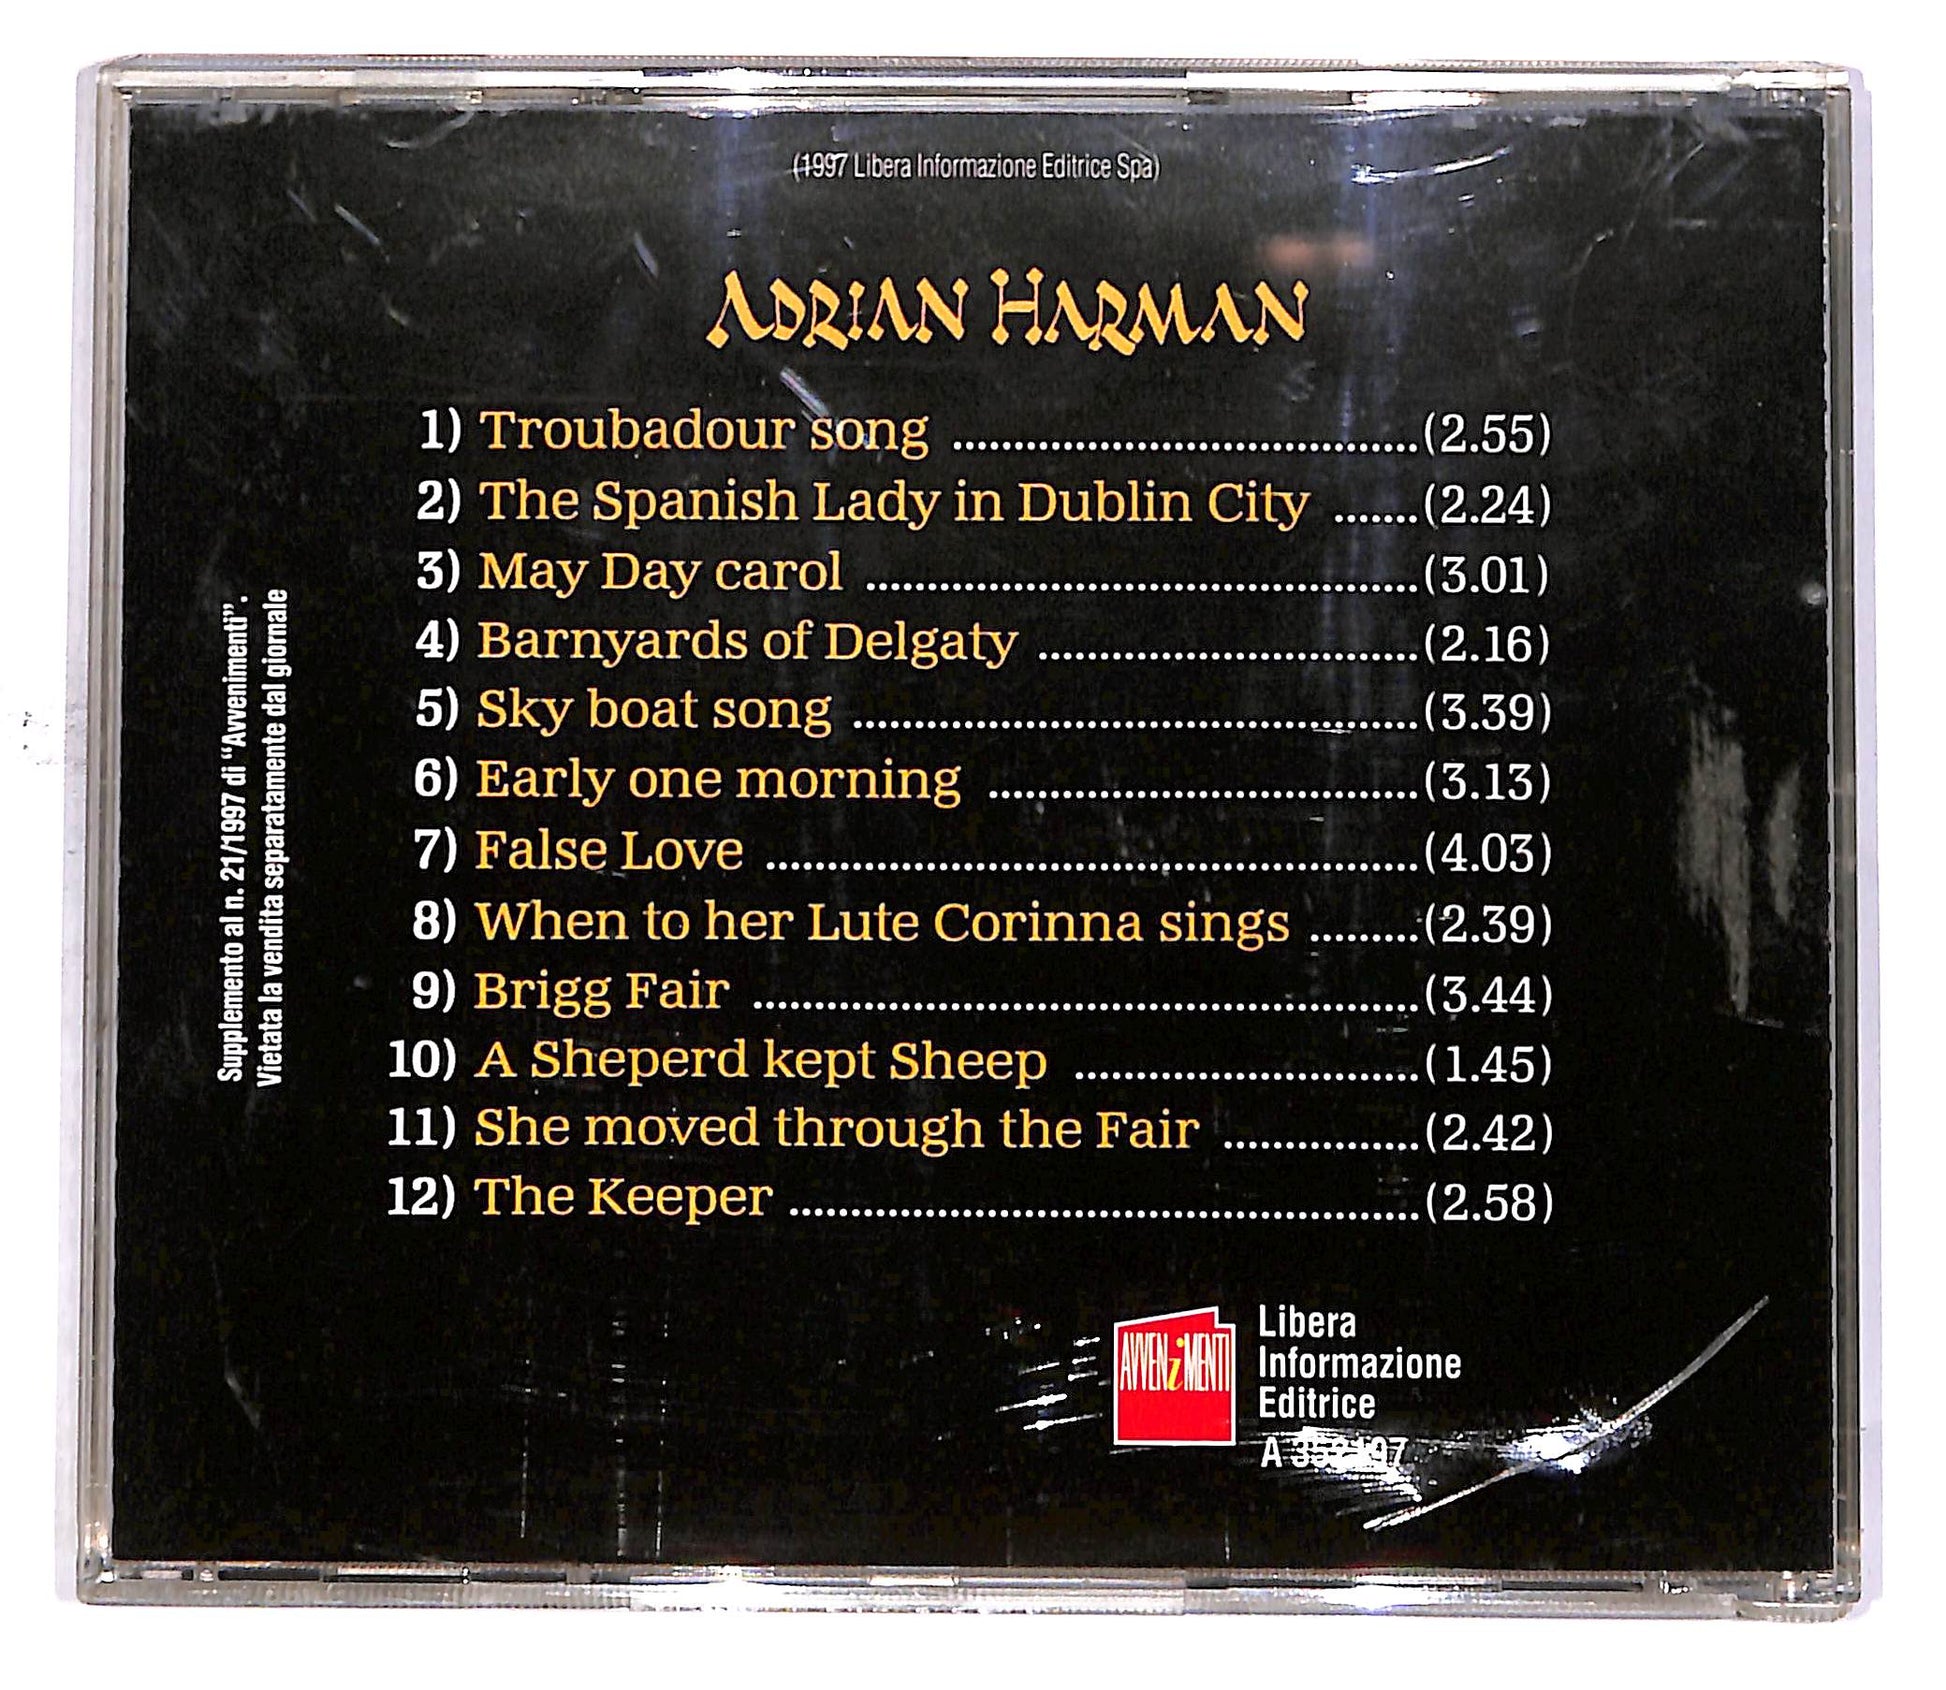 (1997 Libera Informazione Editrice Spa)
ADRIAN HARMAN
1) Troubadour song ......................................(2.55)
2) The Spanish Lady in Dublin City .......(2.24)
3) May Day carol .............................................(3.01)
4) Barnyards of Delgaty ...............................(2.16)
5) Sky boat song ..............................................(3.39)
6) Early one morning ...................................(3.13)
7) False Love .....................................................(4.03)
8) When to her Lute Corinna sings .........(2.39)
9) Brigg Fair ......................................................(3.44)
10) A Sheperd kept Sheep ............................(1.45)
11) She moved through the Fair ................(2.42)
12) The Keeper ...................................................(2.58)
Supplemento al n. 21/1997 di "Avvenimenti".
Vietata la vendita separatamente dal giornale
AVVENiMENTI
Libera
Informazione
Editrice
A